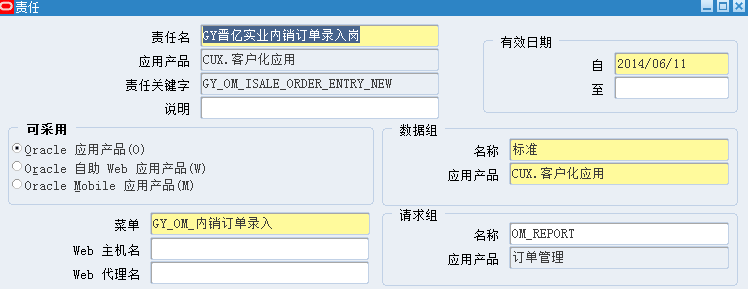 责任
责任名 GY晋亿实业内销订单录入岗
应用产品 CUX.客户化应用
责任关键字 GY_OM_ISALE_ORDER_ENTRY_NEW
说明
有效日期
自 2014/06/11
至
可采用
Oracle 应用产品(O)
Oracle 自助 Web 应用产品(W)
Oracle Mobile 应用产品(M)
数据组
名称 标准
应用产品 CUX.客户化应用
菜单 GY_OM_内销订单录入
Web 主机名
Web 代理名
请求组
名称 OM_REPORT
应用产品 订单管理